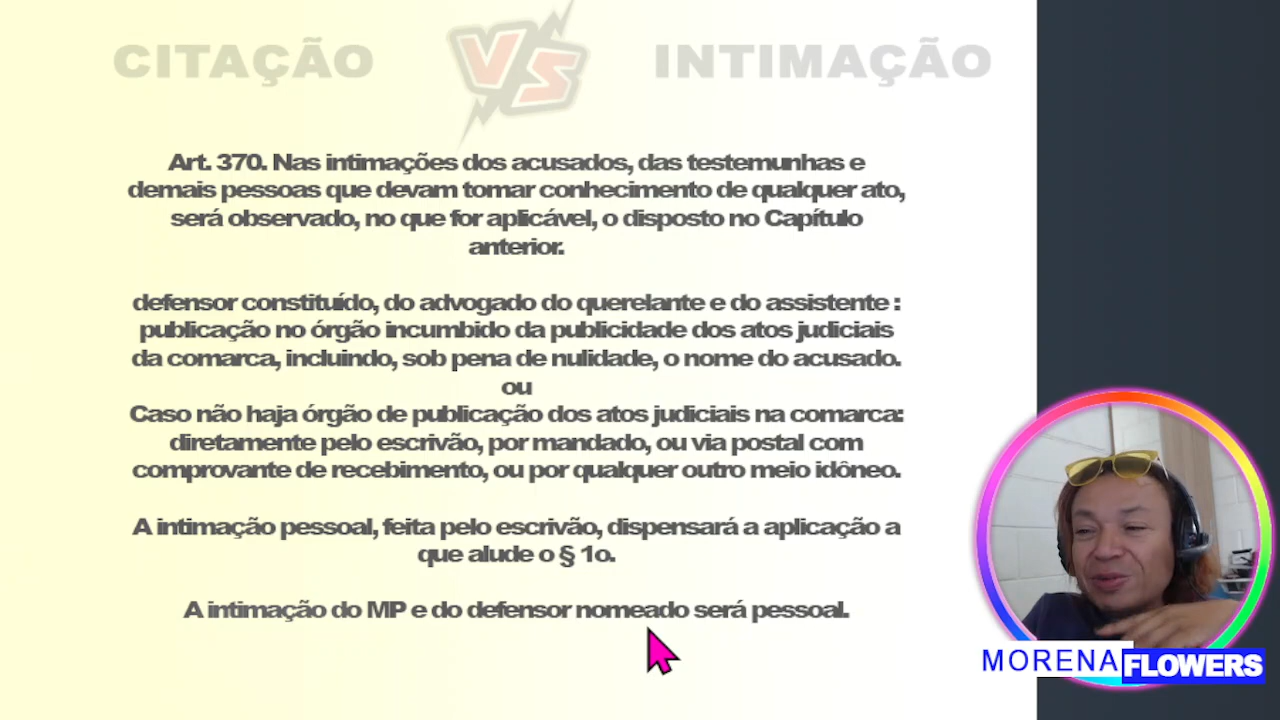 CITAÇÃO VS INTIMAÇÃO
Art. 370. Nas intimações dos acusados, das testemunhas e
demais pessoas que devam tomar conhecimento de qualquer ato,
será observado, no que for aplicável, o disposto no Capítulo
anterior.
defensor constituído, do advogado do querelante e do assistente :
publicação no órgão incumbido da publicidade dos atos judiciais
da comarca, incluindo, sob pena de nulidade, o nome do acusado.
ou
Caso não haja órgão de publicação dos atos judiciais na comarca:
diretamente pelo escrivão, por mandado, ou via postal com
comprovante de recebimento, ou por qualquer outro meio idôneo.
A intimação pessoal, feita pelo escrivão, dispensará a aplicação a
que alude o § 1o.
A intimação do MP e do defensor nomeado será pessoal.
MORENA FLOWERS